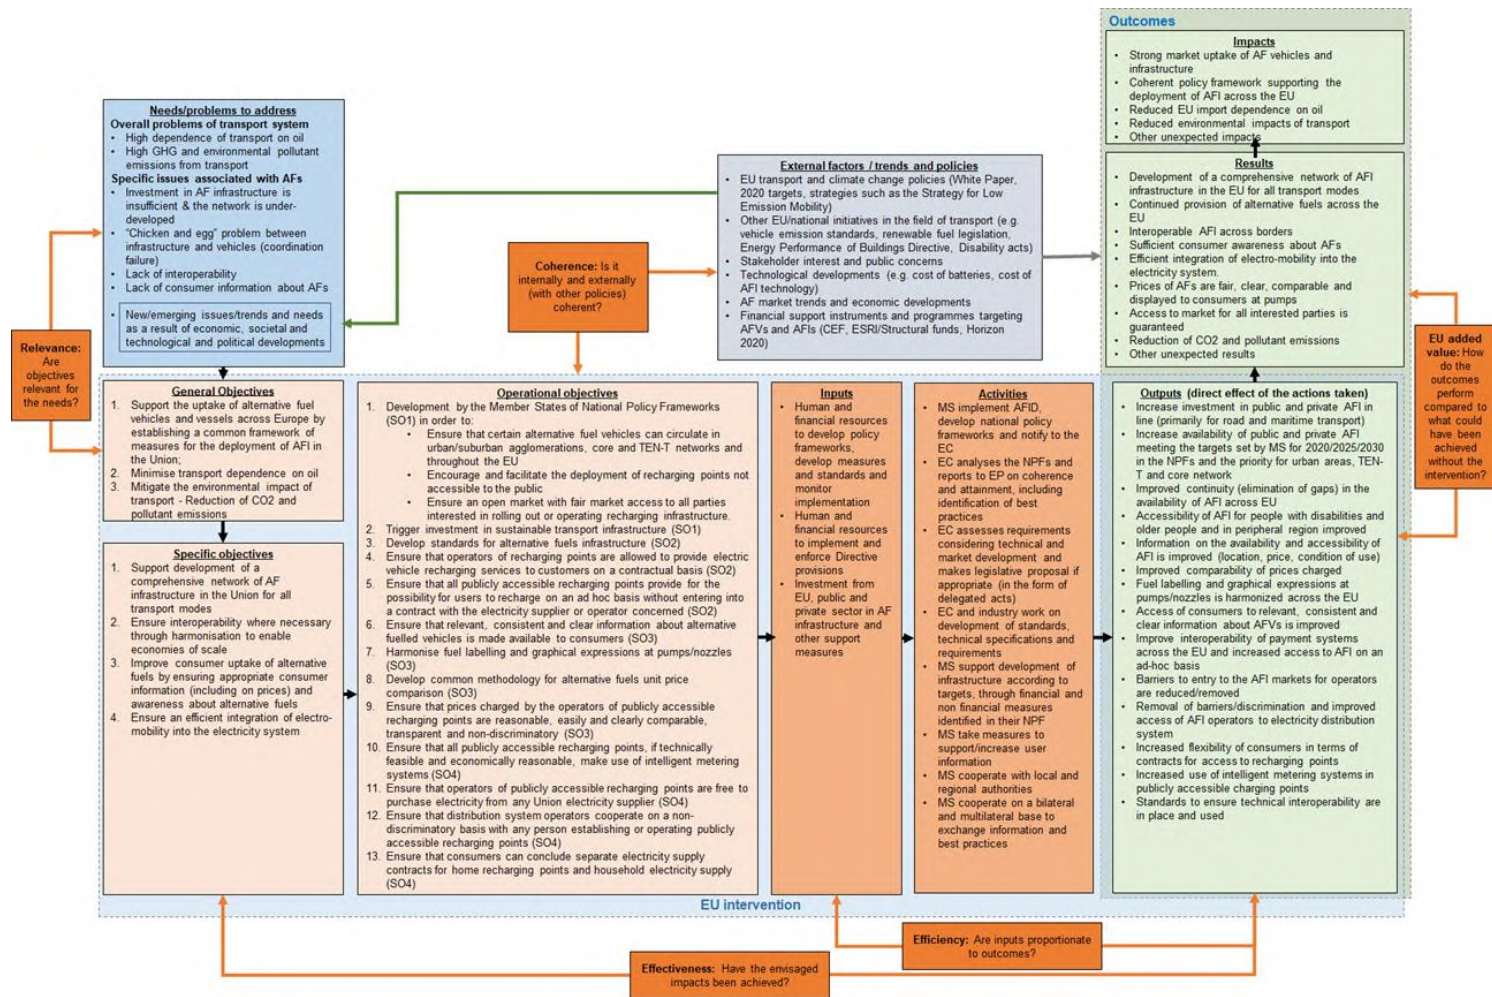 Outcomes
Impacts
• Strong market uptake of AF vehicles and
infrastructure
• Coherent policy framework supporting the
deployment of AFI across the EU
• Reduced EU import dependence on oil
• Reduced environmental impacts of transport
• Other unexpected impacts
Needs/problems to address
Overall problems of transport system
• High dependence of transport on oil
• High GHG and environmental pollutant
emissions from transport
Specific issues associated with AFs
• Investment in AF infrastructure is
insufficient & the network is under-
developed
• "Chicken and egg" problem between
infrastructure and vehicles (coordination
failure)
• Lack of interoperability
• Lack of consumer information about AFs
• New/emerging issues/trends and needs
as a result of economic, societal and
technological and political developments
Coherence: Is it
internally and externally
(with other policies)
coherent?
External factors / trends and policies
• EU transport and climate change policies (White Paper,
2020 targets, strategies such as the Strategy for Low
Emission Mobility)
• Other EU/national initiatives in the field of transport (e.g.
vehicle emission standards, renewable fuel legislation,
Energy Performance of Buildings Directive, Disability acts)
• Stakeholder interest and public concerns
• Technological developments (e.g. cost of batteries, cost of
AFI technology)
• AF market trends and economic developments
• Financial support instruments and programmes targeting
AFVs and AFIs (CEF, ESRI/Structural funds, Horizon
2020)
Results
• Development of a comprehensive network of AFI
infrastructure in the EU for all transport modes
• Continued provision of alternative fuels across the
EU
• Interoperable AFI across borders
• Sufficient consumer awareness about AFs
• Efficient integration of electro-mobility into the
electricity system.
• Prices of AFs are fair, clear, comparable and
displayed to consumers at pumps
• Access to market for all interested parties is
guaranteed
• Reduction of CO2 and pollutant emissions
• Other unexpected results
Relevance:
Are
objectives
relevant for
the needs?
EU added
value: How
do the
outcomes
perform
compared to
what could
have been
achieved
without the
intervention?
General Objectives
1. Support the uptake of alternative fuel
vehicles and vessels across Europe by
establishing a common framework of
measures for the deployment of AFI in
the Union;
2. Minimise transport dependence on oil
3. Mitigate the environmental impact of
transport - Reduction of CO2 and
pollutant emissions
Specific objectives
1. Support development of a
comprehensive network of AF
infrastructure in the Union for all
transport modes
2. Ensure interoperability where necessary
through harmonisation to enable
economies of scale
3. Improve consumer uptake of alternative
fuels by ensuring appropriate consumer
information (including on prices) and
awareness about alternative fuels
4. Ensure an efficient integration of electro-
mobility into the electricity system
Operational objectives
1. Development by the Member States of National Policy Frameworks
(SO1) in order to:
• Ensure that certain alternative fuel vehicles can circulate in
urban/suburban agglomerations, core and TEN-T networks and
throughout the EU
• Encourage and facilitate the deployment of recharging points not
accessible to the public
• Ensure an open market with fair market access to all parties
interested in rolling out or operating recharging infrastructure.
2. Trigger investment in sustainable transport infrastructure (SO1)
3. Develop standards for alternative fuels infrastructure (SO2)
4. Ensure that operators of recharging points are allowed to provide electric
vehicle recharging services to customers on a contractual basis (SO2)
5. Ensure that all publicly accessible recharging points provide for the
possibility for users to recharge on an ad hoc basis without entering into
a contract with the electricity supplier or operator concerned (SO2)
6. Ensure that relevant, consistent and clear information about alternative
fuelled vehicles is made available to consumers (SO3)
7. Harmonise fuel labelling and graphical expressions at pumps/nozzles
(SO3)
8. Develop common methodology for alternative fuels unit price
comparison (SO3)
9. Ensure that prices charged by the operators of publicly accessible
recharging points are reasonable, easily and clearly comparable,
transparent and non-discriminatory (SO3)
10. Ensure that all publicly accessible recharging points, if technically
feasible and economically reasonable, make use of intelligent metering
systems (SO4)
11. Ensure that operators of publicly accessible recharging points are free to
purchase electricity from any Union electricity supplier (SO4)
12. Ensure that distribution system operators cooperate on a non-
discriminatory basis with any person establishing or operating publicly
accessible recharging points (SO4)
13. Ensure that consumers can conclude separate electricity supply
contracts for home recharging points and household electricity supply
(SO4)
Inputs
• Human and
financial resources
to develop policy
frameworks,
develop measures
and standards and
monitor
implementation
• Human and
financial resources
to implement and
enforce Directive
provisions
• Investment from
EU, public and
private sector in AF
infrastructure and
other support
measures
Activities
• MS implement AFID,
develop national policy
frameworks and notify to the
EC
• EC analyses the NPFs and
reports to EP on coherence
and attainment, including
identification of best
practices
• EC assesses requirements
considering technical and
market development and
makes legislative proposal if
appropriate (in the form of
delegated acts)
• EC and industry work on
development of standards,
technical specifications and
requirements
• MS support development of
infrastructure according to
targets, through financial and
non financial measures
identified in their NPF
• MS take measures to
support/increase user
information
• MS cooperate with local and
regional authorities
• MS cooperate on a bilateral
and multilateral base to
exchange information and
best practices
Outputs (direct effect of the actions taken)
• Increase investment in public and private AFI in
line (primarily for road and maritime transport)
• Increase availability of public and private AFI
meeting the targets set by MS for 2020/2025/2030
in the NPFs and the priority for urban areas, TEN-
T and core network
• Improved continuity (elimination of gaps) in the
availability of AFI across EU
• Accessibility of AFI for people with disabilities and
older people and in peripheral region improved
• Information on the availability and accessibility of
AFI is improved (location, price, condition of use)
• Improved comparability of prices charged
• Fuel labelling and graphical expressions at
pumps/nozzles is harmonized across the EU
• Access of consumers to relevant, consistent and
clear information about AFVs is improved
• Improve interoperability of payment systems
across the EU and increased access to AFI on an
ad-hoc basis
• Barriers to entry to the AFI markets for operators
are reduced/removed
• Removal of barriers/discrimination and improved
access of AFI operators to electricity distribution
system
• Increased flexibility of consumers in terms of
contracts for access to recharging points
• Increased use of intelligent metering systems in
publicly accessible charging points
• Standards to ensure technical interoperability are
in place and used
EU intervention
Efficiency: Are inputs proportionate
to outcomes?
Effectiveness: Have the envisaged
impacts been achieved?